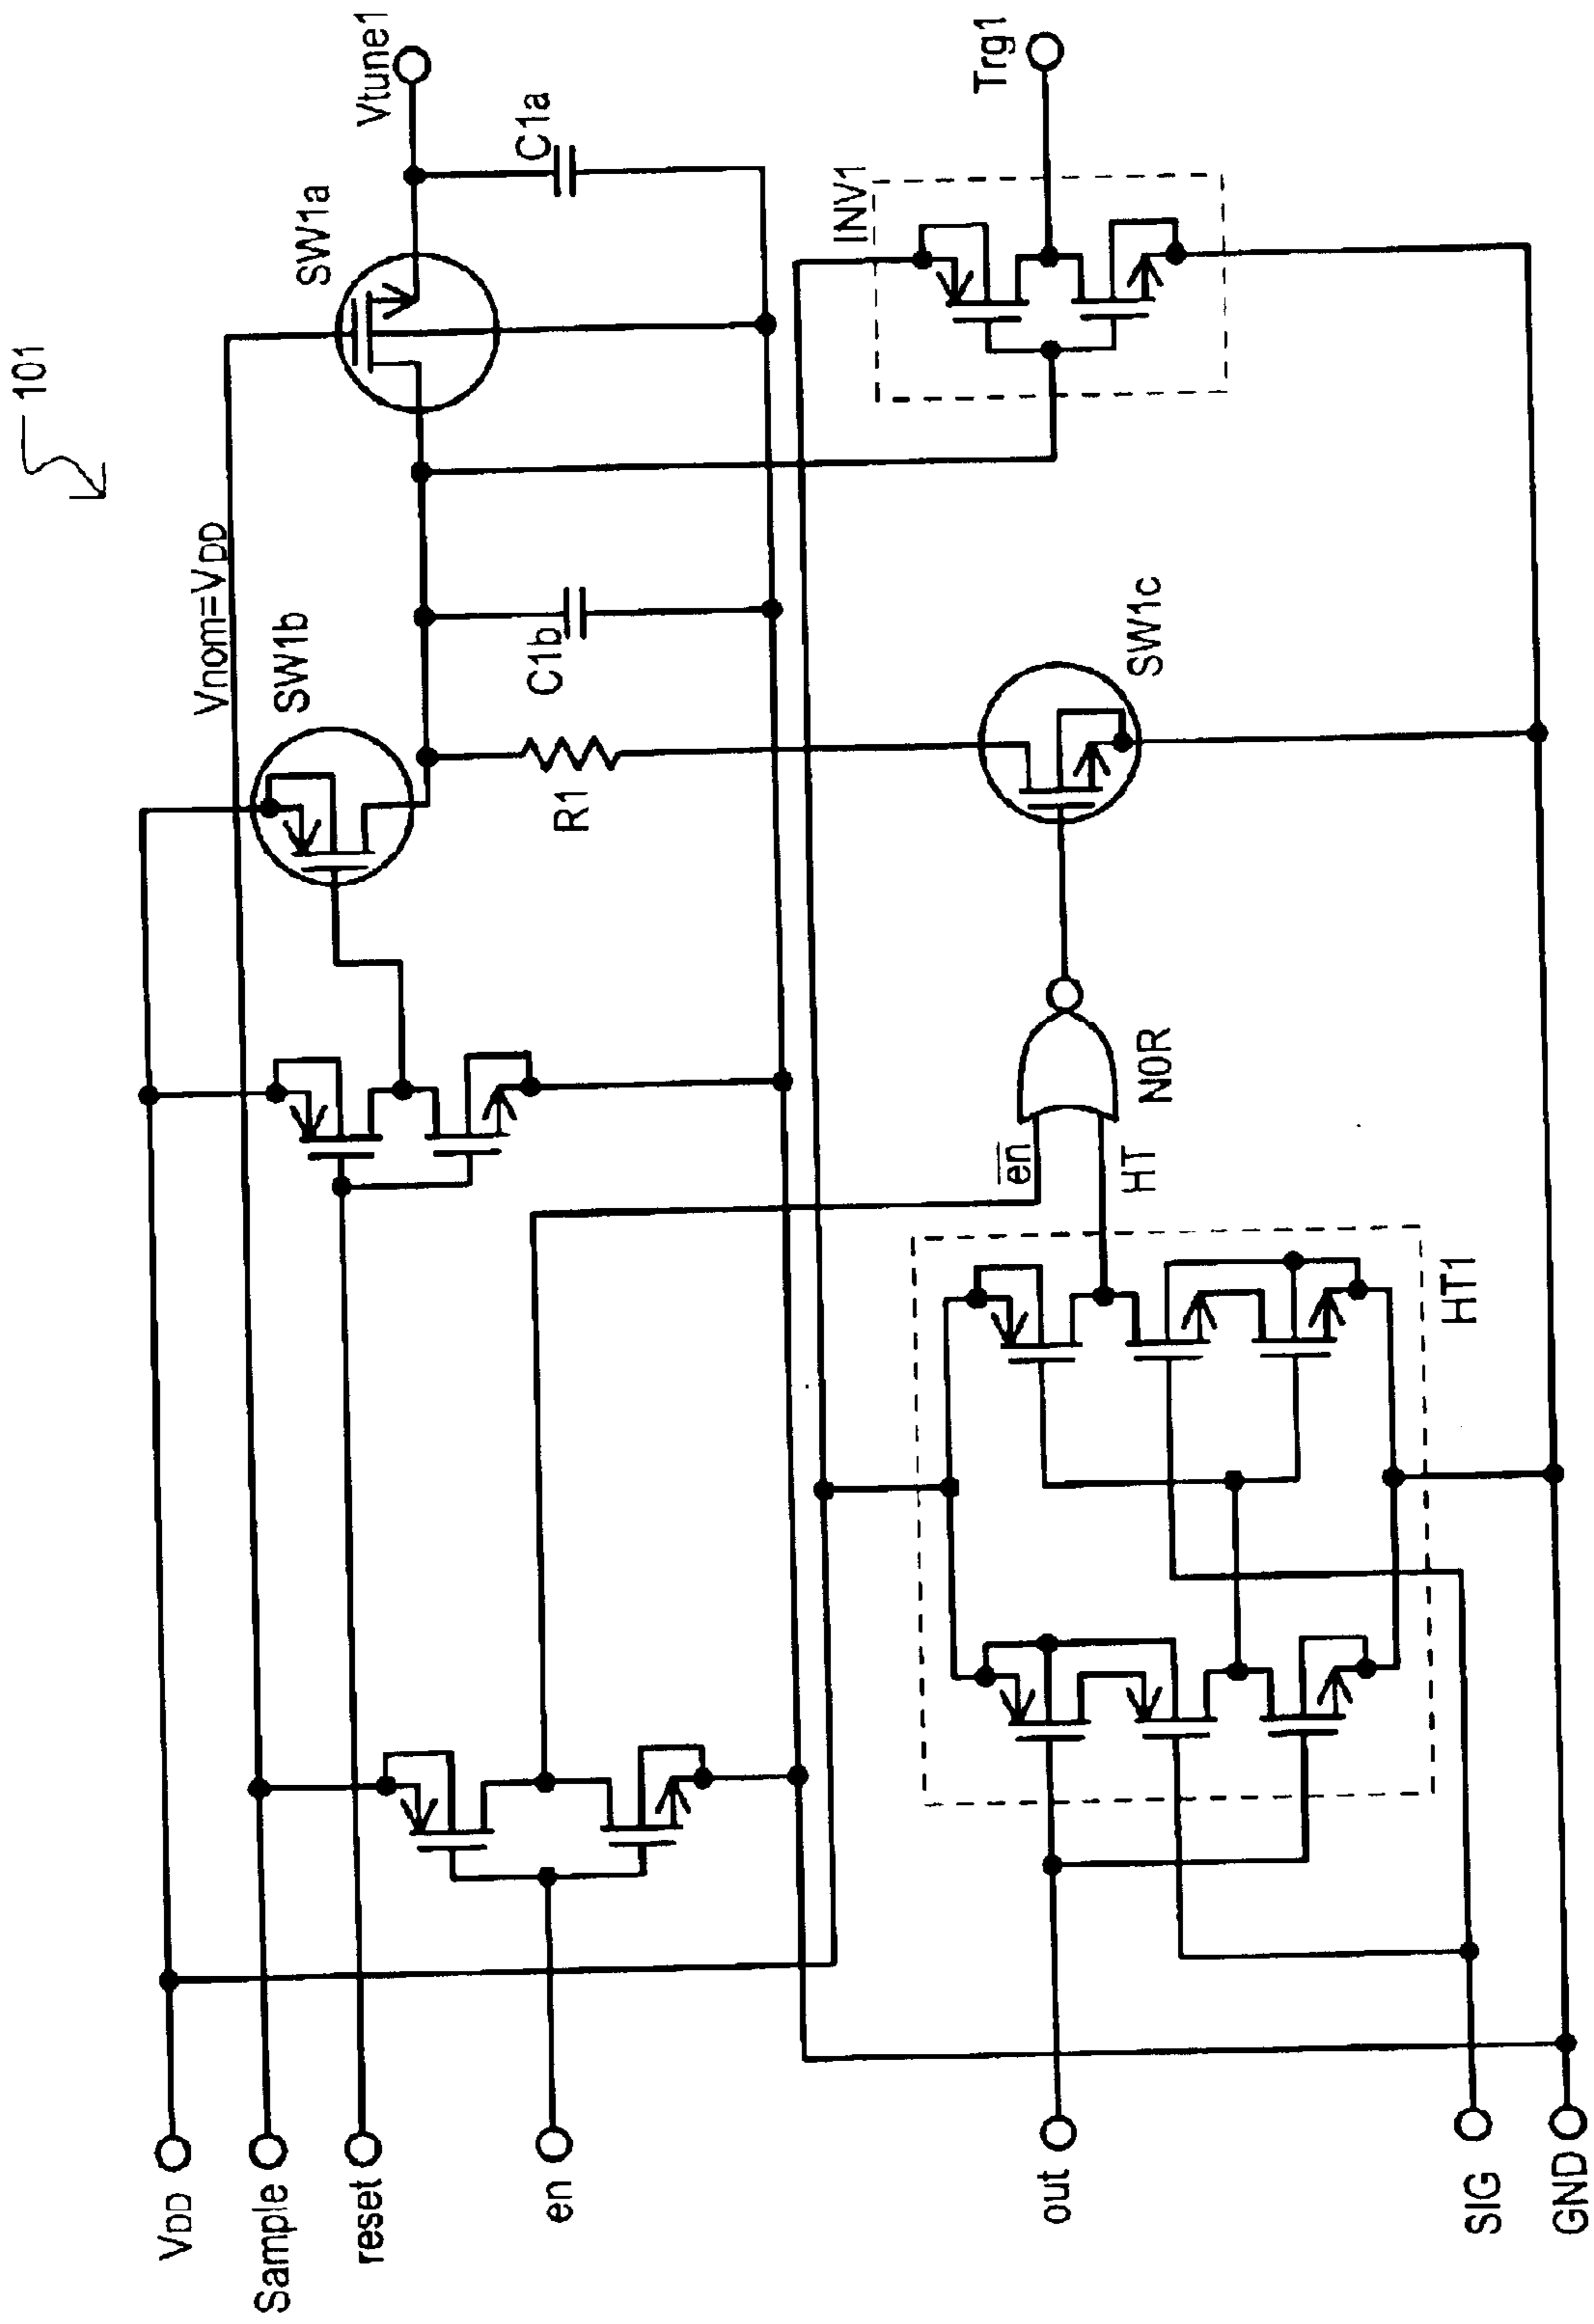 101
VDD
Sample
reset
en
out
SIG
GND
Vnom=VDD
SW1b
SW1a
Vtune1
C1a
C1b
R1
SW1c
INV1
Trg1
en
HT
NOR
HT1